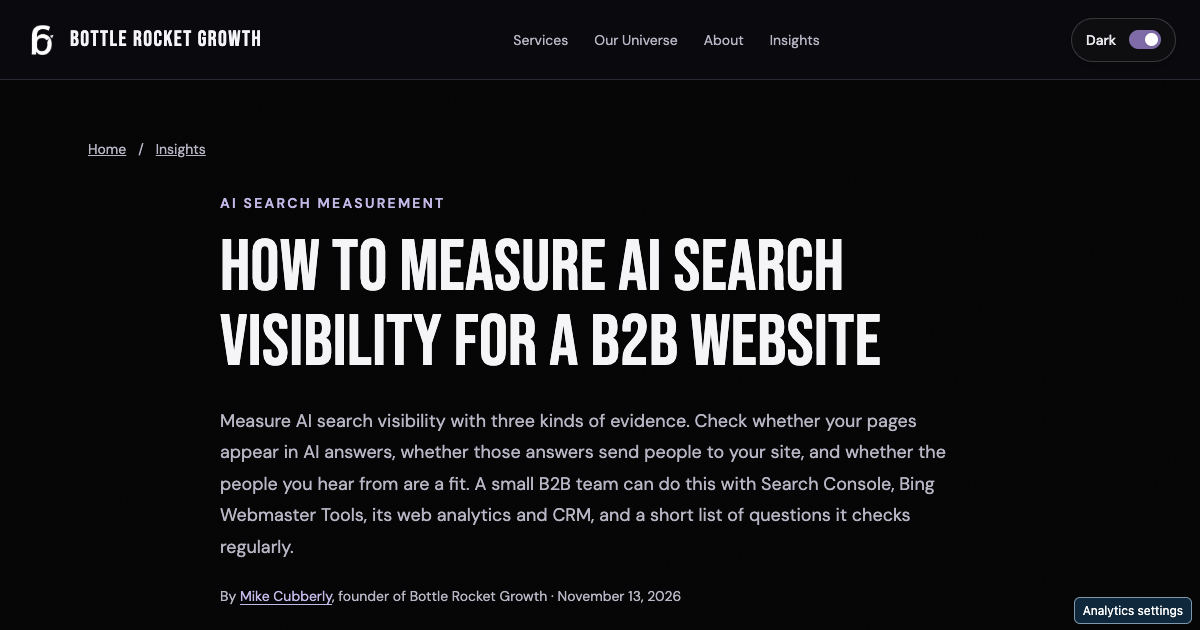 BOTTLE ROCKET GROWTH
Services Our Universe About Insights
Dark
Home / Insights
AI SEARCH MEASUREMENT
HOW TO MEASURE AI SEARCH
VISIBILITY FOR A B2B WEBSITE
Measure AI search visibility with three kinds of evidence. Check whether your pages
appear in AI answers, whether those answers send people to your site, and whether the
people you hear from are a fit. A small B2B team can do this with Search Console, Bing
Webmaster Tools, its web analytics and CRM, and a short list of questions it checks
regularly.
By Mike Cubberly, founder of Bottle Rocket Growth · November 13, 2026
Analytics settings